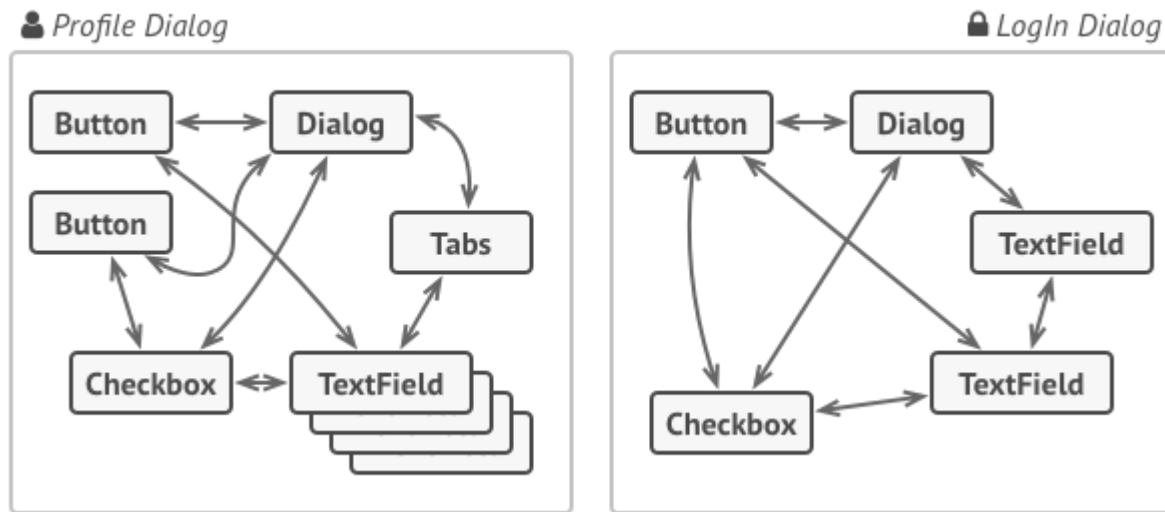 Profile Dialog
Button
Dialog
Button
Tabs
Checkbox
TextField
LogIn Dialog
Button
Dialog
TextField
TextField
Checkbox